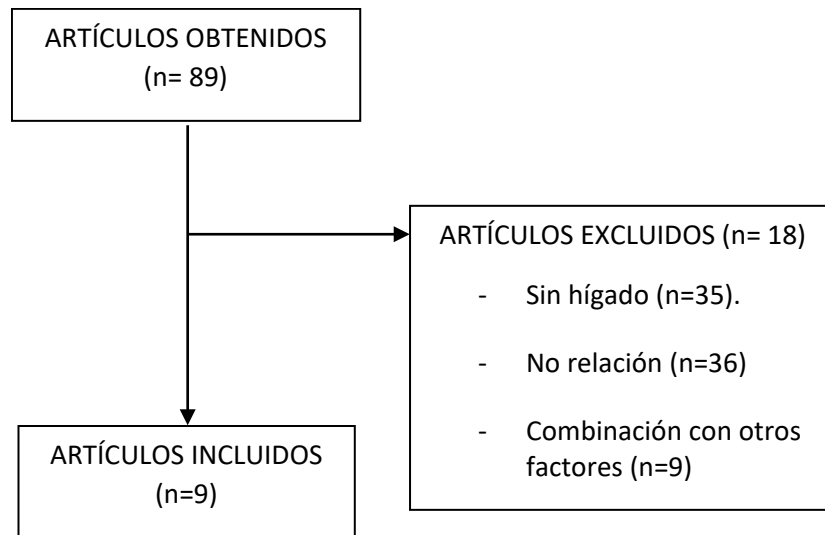 ARTÍCULOS OBTENIDOS
(n= 89)
ARTÍCULOS EXCLUIDOS (n= 18)
- Sin hígado (n=35).
- No relación (n=36)
- Combinación con otros
factores (n=9)
ARTÍCULOS INCLUIDOS
(n=9)